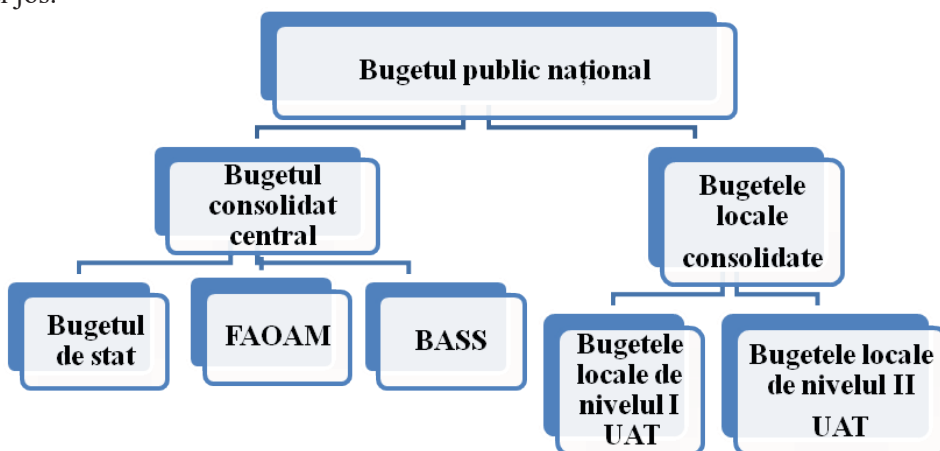 jos.
Bugetul public național
Bugetul
consolidat
central
Bugetele
locale
consolidate
Bugetul
de stat
FAOAM
BASS
Bugetele
locale de
nivelul I
UAT
Bugetele locale
de nivelul II
UAT